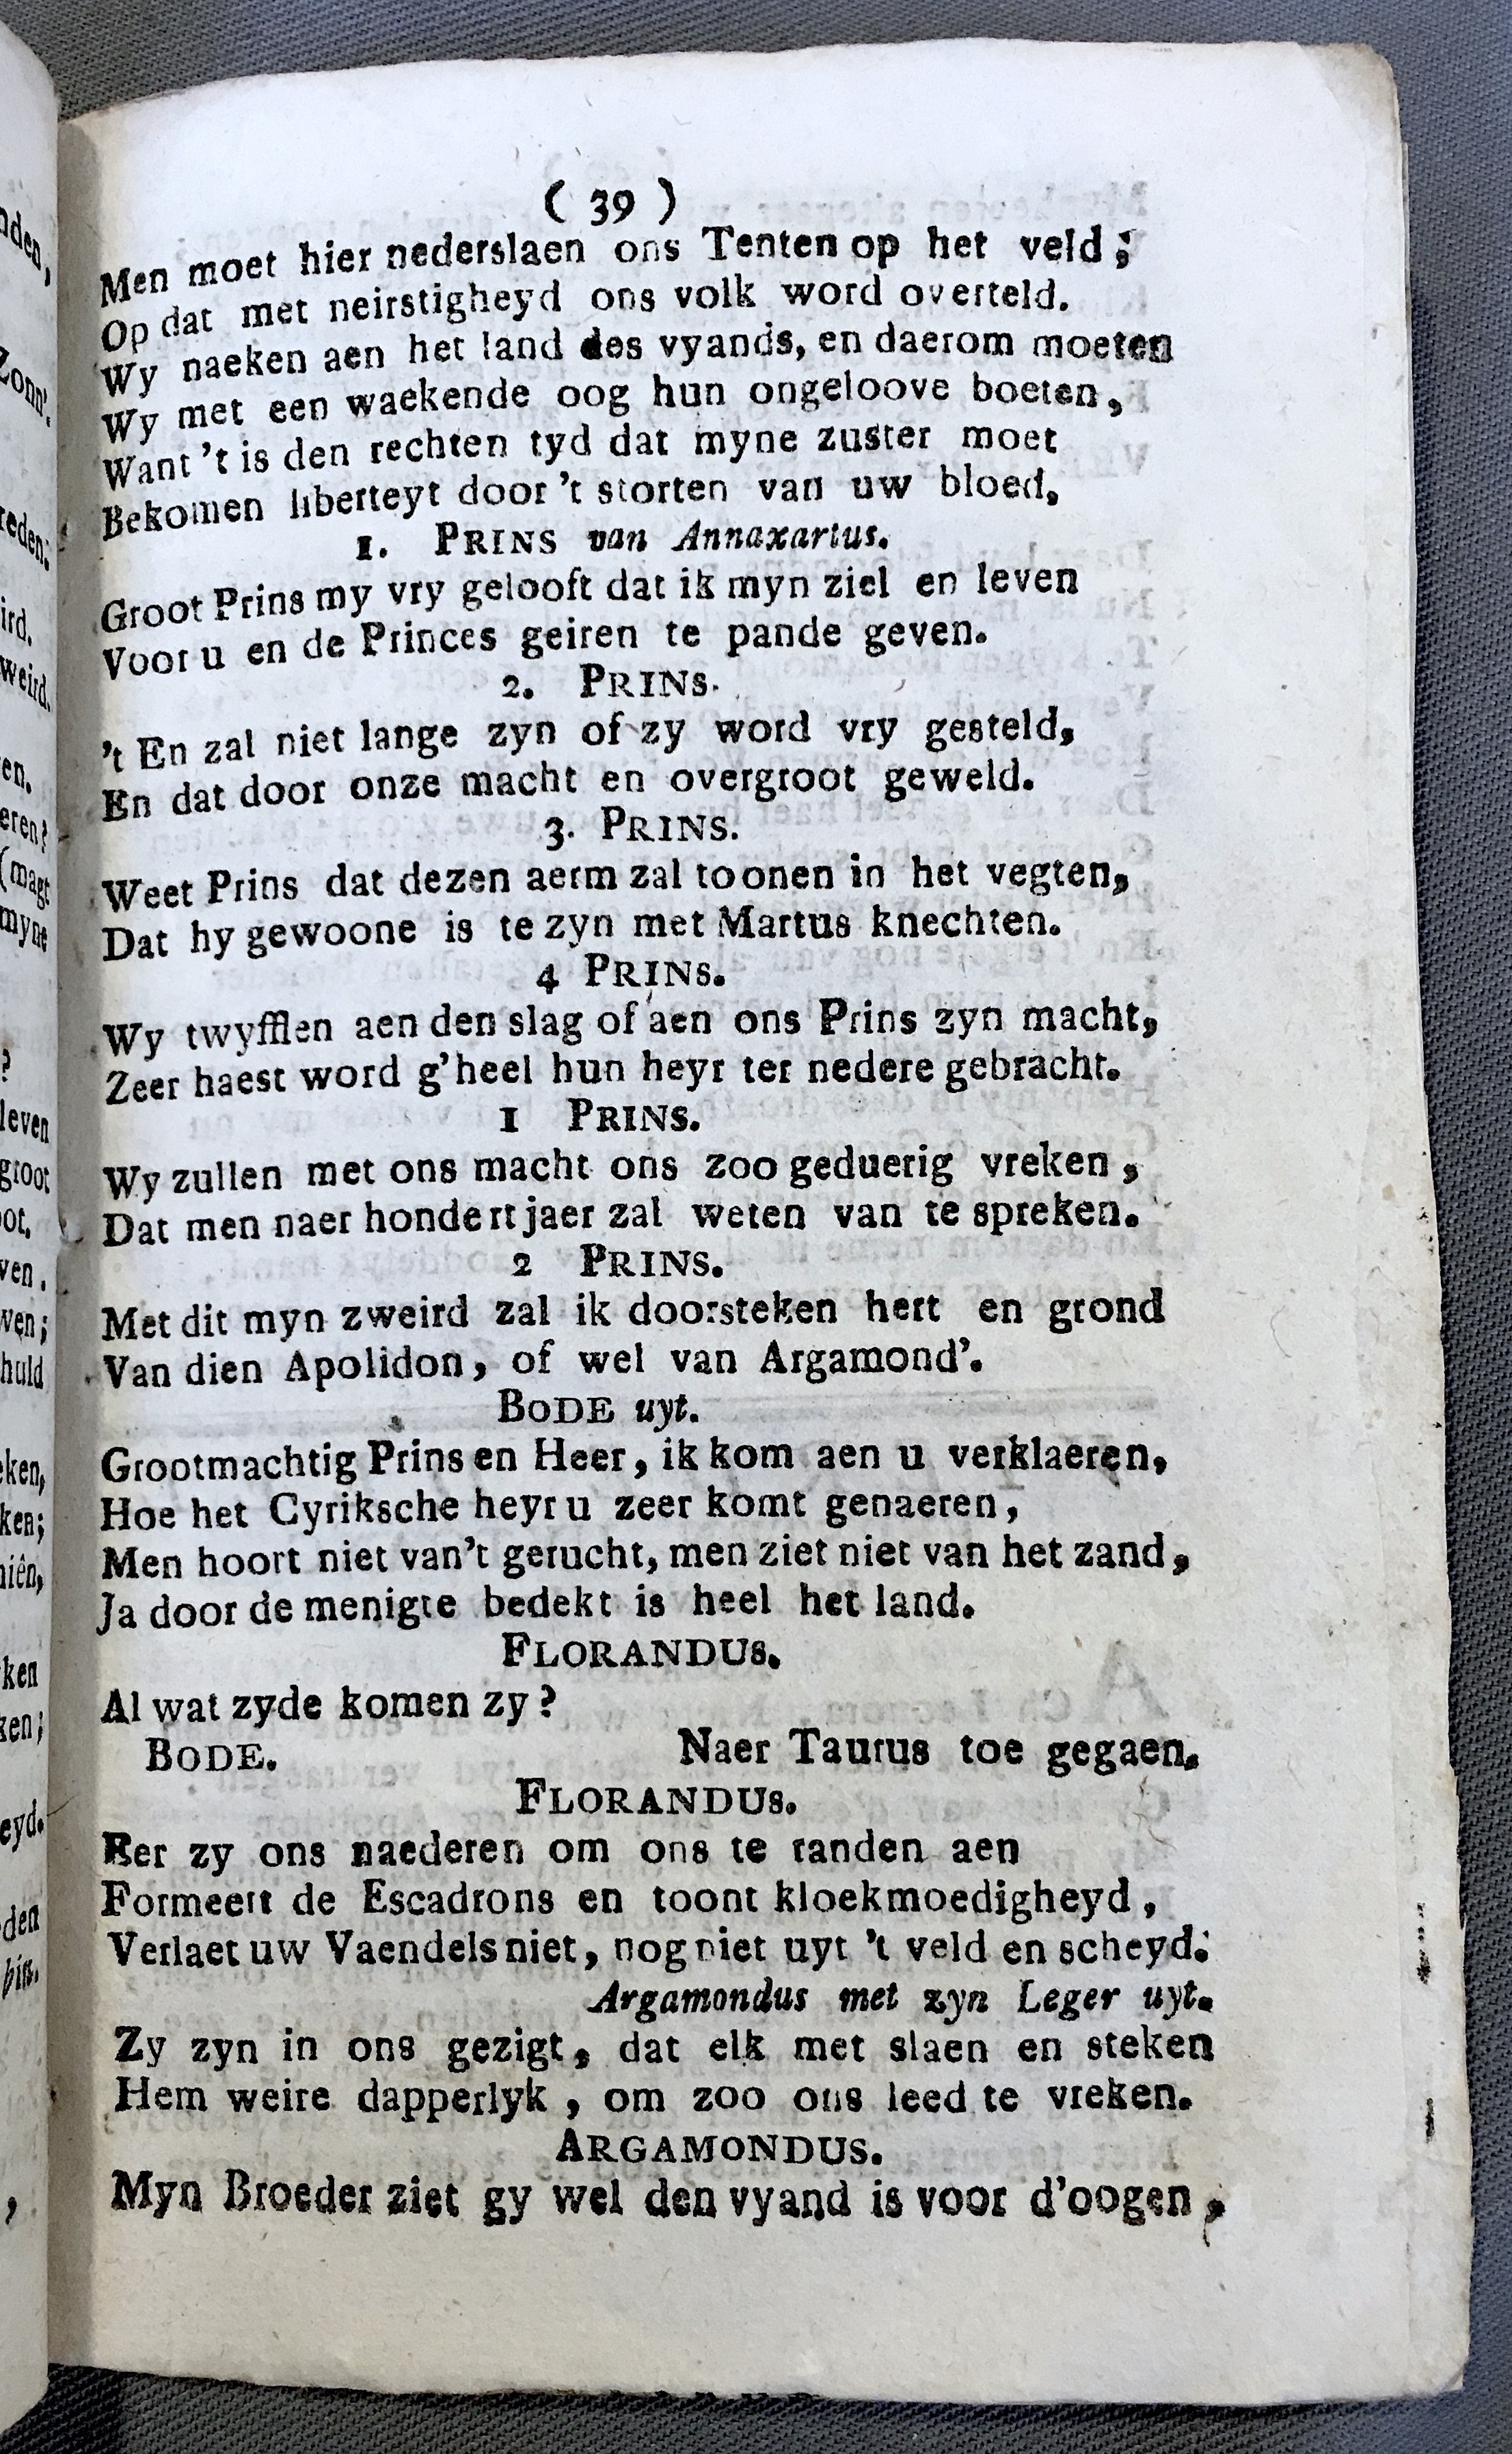 ( 39 )
Men moet hier nederslaen ons Tenten op het veld;
Op dat met neirstigheyd ons volk word overteld.
Wy naeken aen het land des vyands, en daerom moeten
Wy met een waekende oog hun ongeloove boeten,
Want 't is den rechten tyd dat myne zuster moet
Bekomen liberteyt door 't storten van uw bloed,
1. PRINS van Annaxartus.
Groot Prins my vry gelooft dat ik myn ziel en leven
Voor u en de Princes geiren te pande geven.
2. PRINS.
't En zal niet lange zyn of zy word vry gesteld,
En dat door onze macht en overgroot geweld.
3. PRINS.
Weet Prins dat dezen aerm zal toonen in het vegten,
Dat hy gewoone is te zyn met Martus knechten.
4 PRINS.
Wy twyfflen aen den slag of aen ons Prins zyn macht,
Zeer haest word g'heel hun heyr ter nedere gebracht.
1 PRINS.
Wy zullen met ons macht ons zoo geduerig vreken,
Dat men naer hondert jaer zal weten van te spreken.
2 PRINS.
Met dit myn zweird zal ik doorsteken hert en grond
Van dien Apolidon, of wel van Argamond'.
BODE uyt.
Grootmachtig Prins en Heer, ik kom aen u verklaeren,
Hoe het Cyriksche heyr u zeer komt genaeren,
Men hoort niet van't gerucht, men ziet niet van het zand,
Ja door de menigte bedekt is heel het land.
FLORANDUS.
Al wat zyde komen zy?
BODE. Naer Taurus toe gegaen.
FLORANDUS.
Eer zy ons naederen om ons te randen aen
Formeert de Escadrons en toont kloekmoedigheyd,
Verlaet uw Vaendels niet, nog niet uyt 't veld en scheyd.
Argamondus met zyn Leger uyt.
Zy zyn in ons gezigt, dat elk met slaen en steken
Hem weire dapperlyk, om zoo ons leed te vreken.
ARGAMONDUS.
Myn Broeder ziet gy wel den vyand is voor d'oogen,